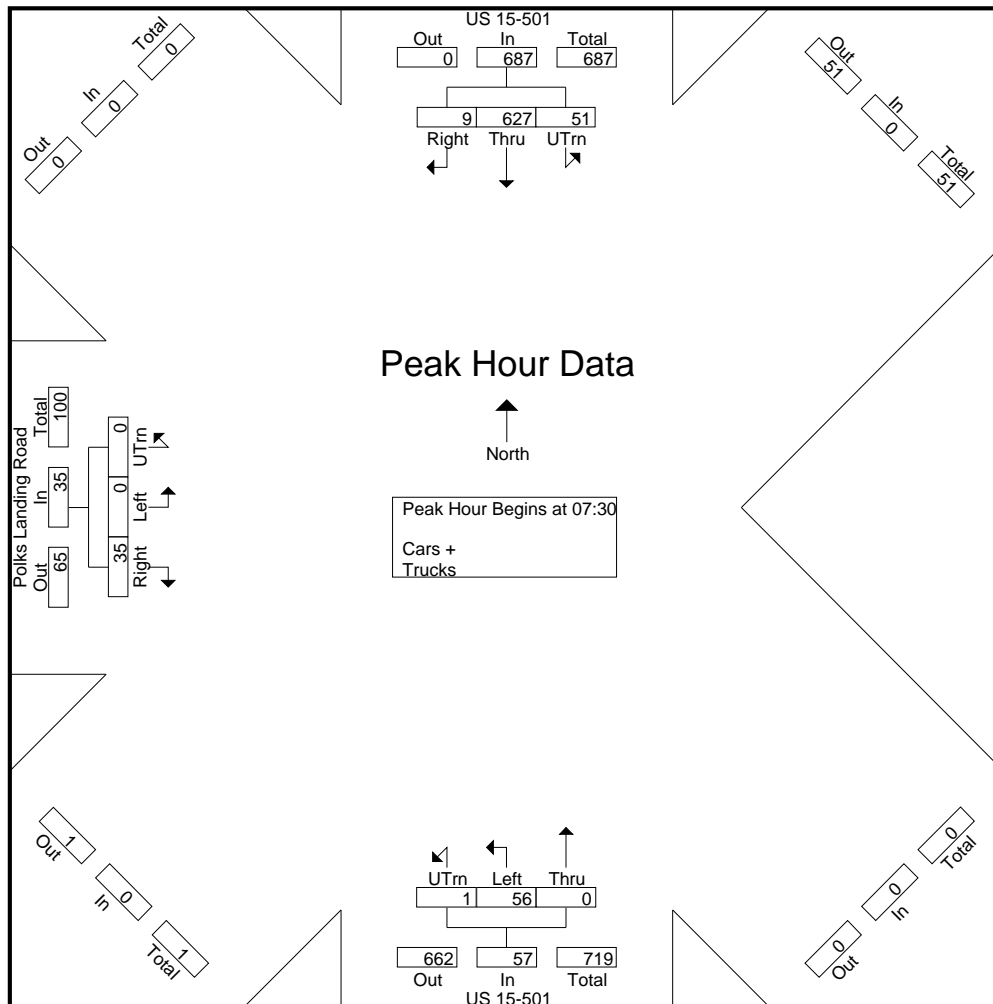 US 15-501
Out In Total
0 687 687
9 627 51
Right Thru UTrn
Total
0
In
0
Out
0
Out
51
In
0
Total
51
Peak Hour Data
North
Peak Hour Begins at 07:30
Cars +
Trucks
Polks Landing Road
Out In Total
65 35 100
35 0 0
Right Left UTrn
1
Out
0
In
1
Total
0
Total
0
In
0
Out
UTrn Left Thru
1 56 0
662 57 719
Out In Total
US 15-501